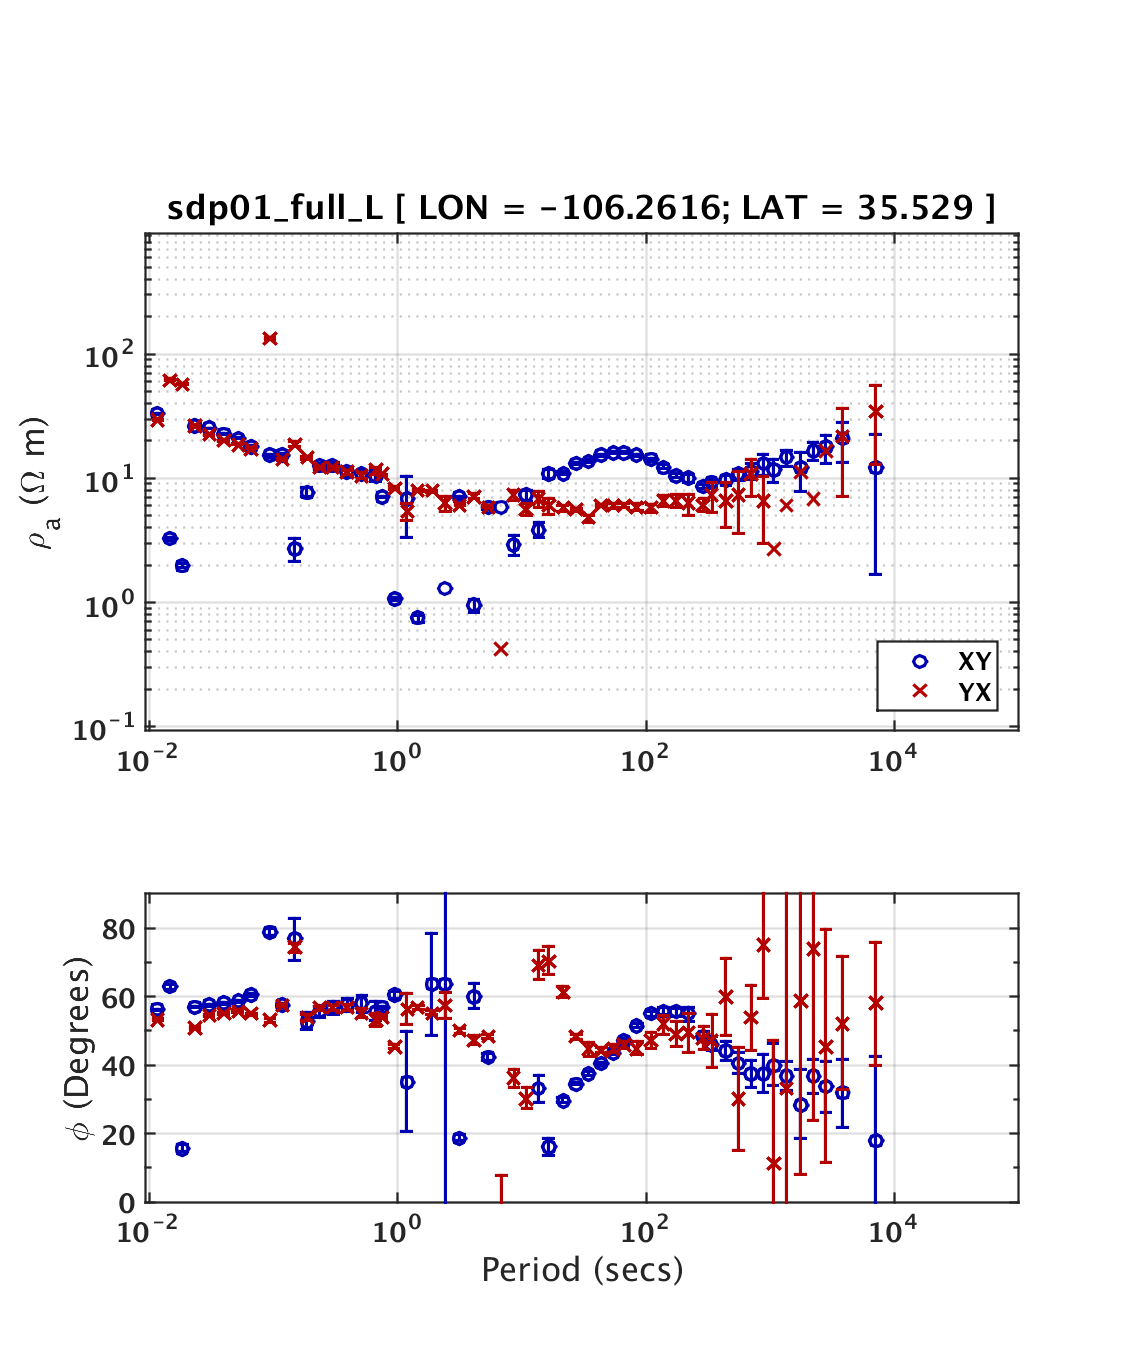 sdp01_full_L [ LON = -106.2616; LAT = 35.529 ]
ρa (Ω m)
10^2
10^1
10^0
10^-1
XY
YX
10^-2 10^0 10^2 10^4
ϕ (Degrees)
80
60
40
20
0
10^-2 10^0 10^2 10^4
Period (secs)